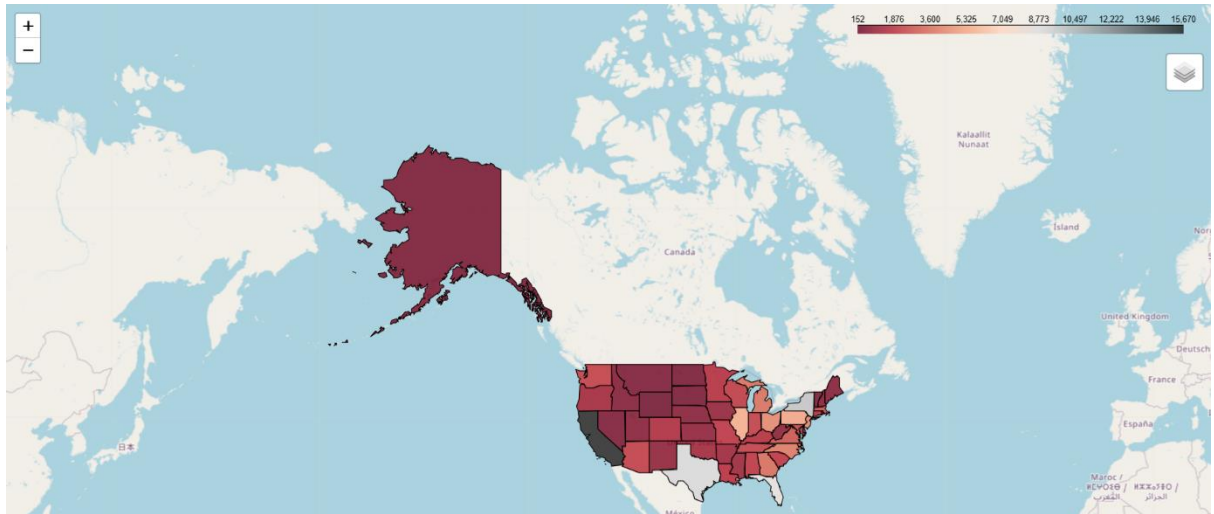 +
−
152 1,876 3,600 5,325 7,049 8,773 10,497 12,222 13,946 15,670
Kalaallit
Nunaat
Ísland
Canada
United Kingdom
Deutsch
France
España
日本
México
Maroc /
الجزائر